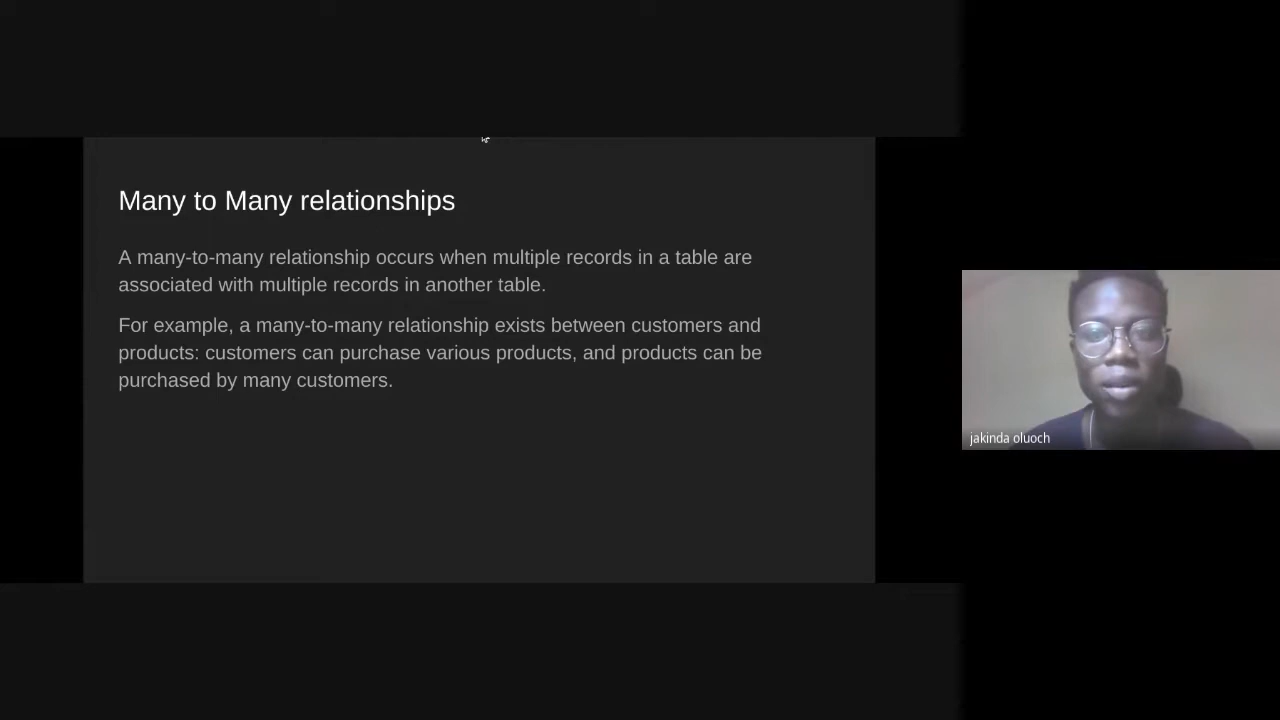 Many to Many relationships
A many-to-many relationship occurs when multiple records in a table are
associated with multiple records in another table.
For example, a many-to-many relationship exists between customers and
products: customers can purchase various products, and products can be
purchased by many customers.
jakinda oluoch